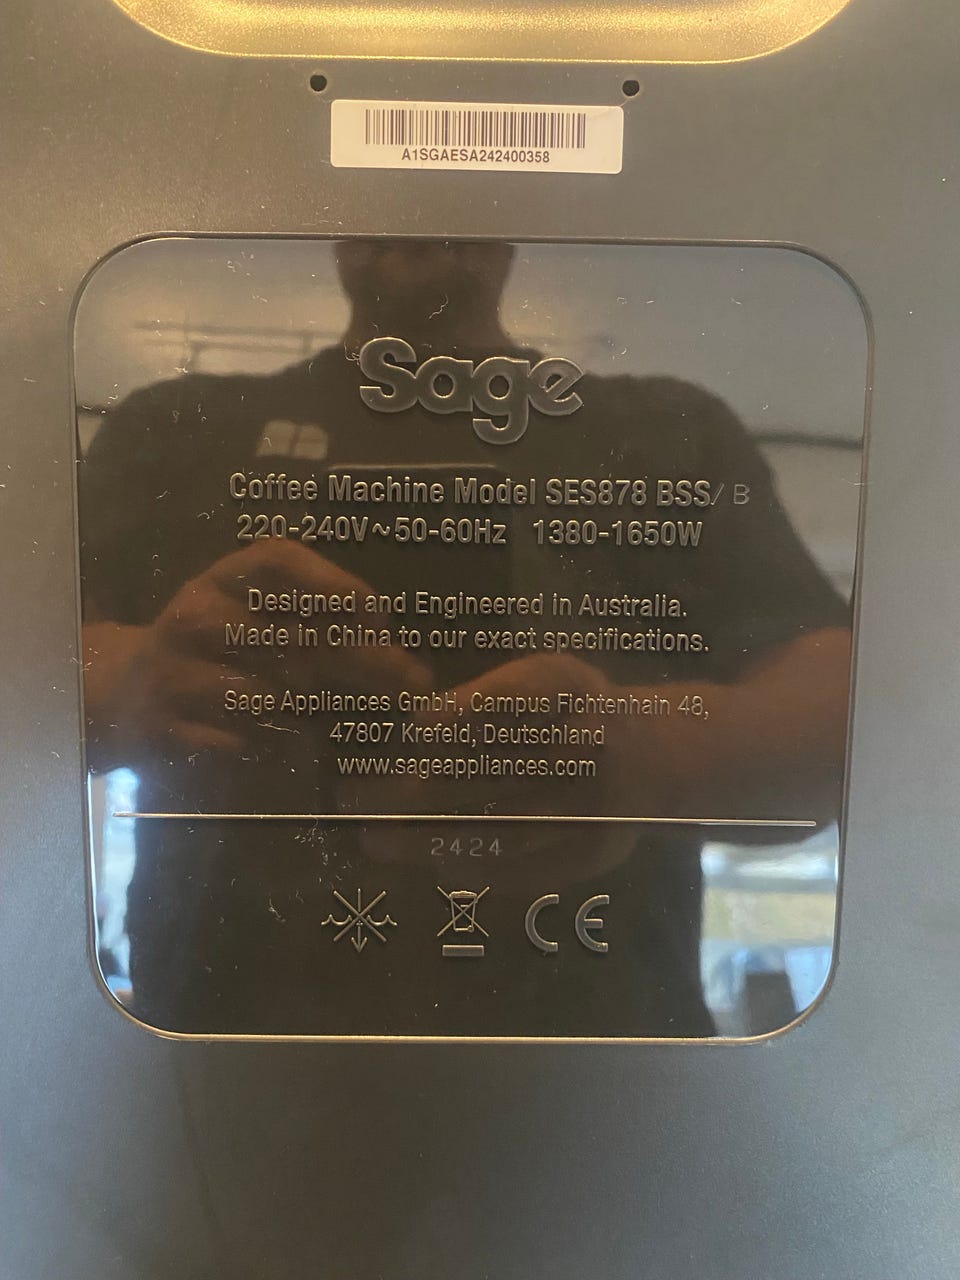 A1SGAESA242400358
Sage
Coffee Machine Model SES878 BSS/ B
220-240V~50-60Hz 1380-1650W
Designed and Engineered in Australia.
Made in China to our exact specifications.
Sage Appliances GmbH, Campus Fichtenhain 48,
47807 Krefeld, Deutschland
www.sageappliances.com
2424
CE